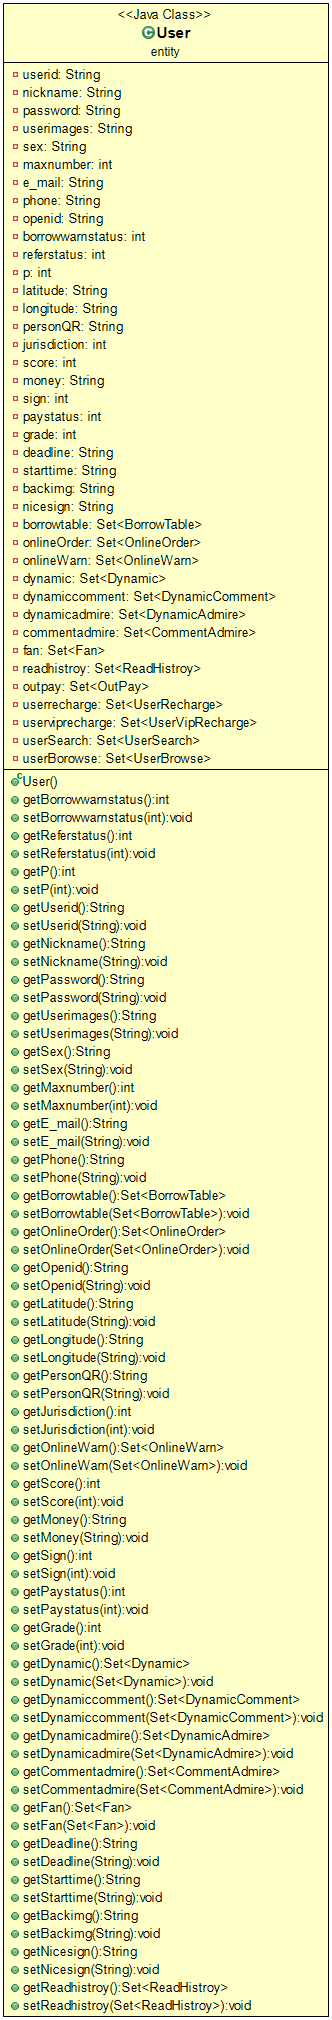 <<Java Class>>
C User
entity
userid: String
nickname: String
password: String
userimages: String
sex: String
maxnumber: int
e_mail: String
phone: String
openid: String
borrowwarnstatus: int
referstatus: int
p: int
latitude: String
longitude: String
personQR: String
jurisdiction: int
score: int
money: String
sign: int
paystatus: int
grade: int
deadline: String
starttime: String
backimg: String
nicesign: String
borrowtable: Set<BorrowTable>
onlineOrder: Set<OnlineOrder>
onlineWarn: Set<OnlineWarn>
dynamic: Set<Dynamic>
dynamiccomment: Set<DynamicComment>
dynamicadmire: Set<DynamicAdmire>
commentadmire: Set<CommentAdmire>
fan: Set<Fan>
readhistroy: Set<ReadHistroy>
outpay: Set<OutPay>
userrecharge: Set<UserRecharge>
userviprecharge: Set<UserVipRecharge>
userSearch: Set<UserSearch>
userBorowse: Set<UserBrowse>
c User()
getBorrowwarnstatus():int
setBorrowwarnstatus(int):void
getReferstatus():int
setReferstatus(int):void
getP():int
setP(int):void
getUserid():String
setUserid(String):void
getNickname():String
setNickname(String):void
getPassword():String
setPassword(String):void
getUserimages():String
setUserimages(String):void
getSex():String
setSex(String):void
getMaxnumber():int
setMaxnumber(int):void
getE_mail():String
setE_mail(String):void
getPhone():String
setPhone(String):void
getBorrowtable():Set<BorrowTable>
setBorrowtable(Set<BorrowTable>):void
getOnlineOrder():Set<OnlineOrder>
setOnlineOrder(Set<OnlineOrder>):void
getOpenid():String
setOpenid(String):void
getLatitude():String
setLatitude(String):void
getLongitude():String
setLongitude(String):void
getPersonQR():String
setPersonQR(String):void
getJurisdiction():int
setJurisdiction(int):void
getOnlineWarn():Set<OnlineWarn>
setOnlineWarn(Set<OnlineWarn>):void
getScore():int
setScore(int):void
getMoney():String
setMoney(String):void
getSign():int
setSign(int):void
getPaystatus():int
setPaystatus(int):void
getGrade():int
setGrade(int):void
getDynamic():Set<Dynamic>
setDynamic(Set<Dynamic>):void
getDynamiccomment():Set<DynamicComment>
setDynamiccomment(Set<DynamicComment>):void
getDynamicadmire():Set<DynamicAdmire>
setDynamicadmire(Set<DynamicAdmire>):void
getCommentadmire():Set<CommentAdmire>
setCommentadmire(Set<CommentAdmire>):void
getFan():Set<Fan>
setFan(Set<Fan>):void
getDeadline():String
setDeadline(String):void
getStarttime():String
setStarttime(String):void
getBackimg():String
setBackimg(String):void
getNicesign():String
setNicesign(String):void
getReadhistroy():Set<ReadHistroy>
setReadhistroy(Set<ReadHistroy>):void